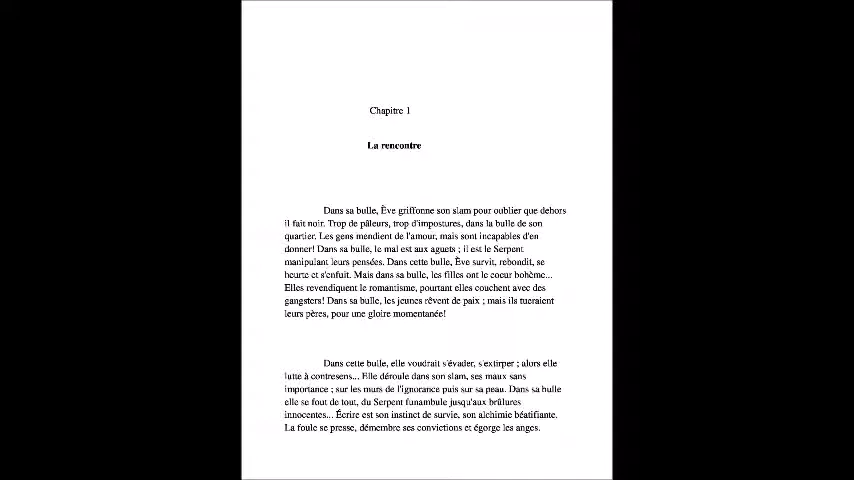 Chapitre 1
La rencontre
Dans sa bulle, Ève griffonne son slam pour oublier que dehors
il fait noir. Trop de pâleurs, trop d'impostures, dans la bulle de son
quartier. Les gens mendient de l'amour, mais sont incapables d'en
donner! Dans sa bulle, le mal est aux aguets ; il est le Serpent
manipulant leurs pensées. Dans cette bulle, Ève survit, rebondit, se
heurte et s'enfuit. Mais dans sa bulle, les filles ont le coeur bohème...
Elles revendiquent le romantisme, pourtant elles couchent avec des
gangsters! Dans sa bulle, les jeunes rêvent de paix ; mais ils tueraient
leurs pères, pour une gloire momentanée!
Dans cette bulle, elle voudrait s'évader, s'extirper ; alors elle
lutte à contresens... Elle déroule dans son slam, ses maux sans
importance ; sur les murs de l'ignorance puis sur sa peau. Dans sa bulle
elle se fout de tout, du Serpent funambule jusqu'aux brûlures
innocentes... Écrire est son instinct de survie, son alchimie béatifiante.
La foule se presse, démembre ses convictions et égorge les anges.